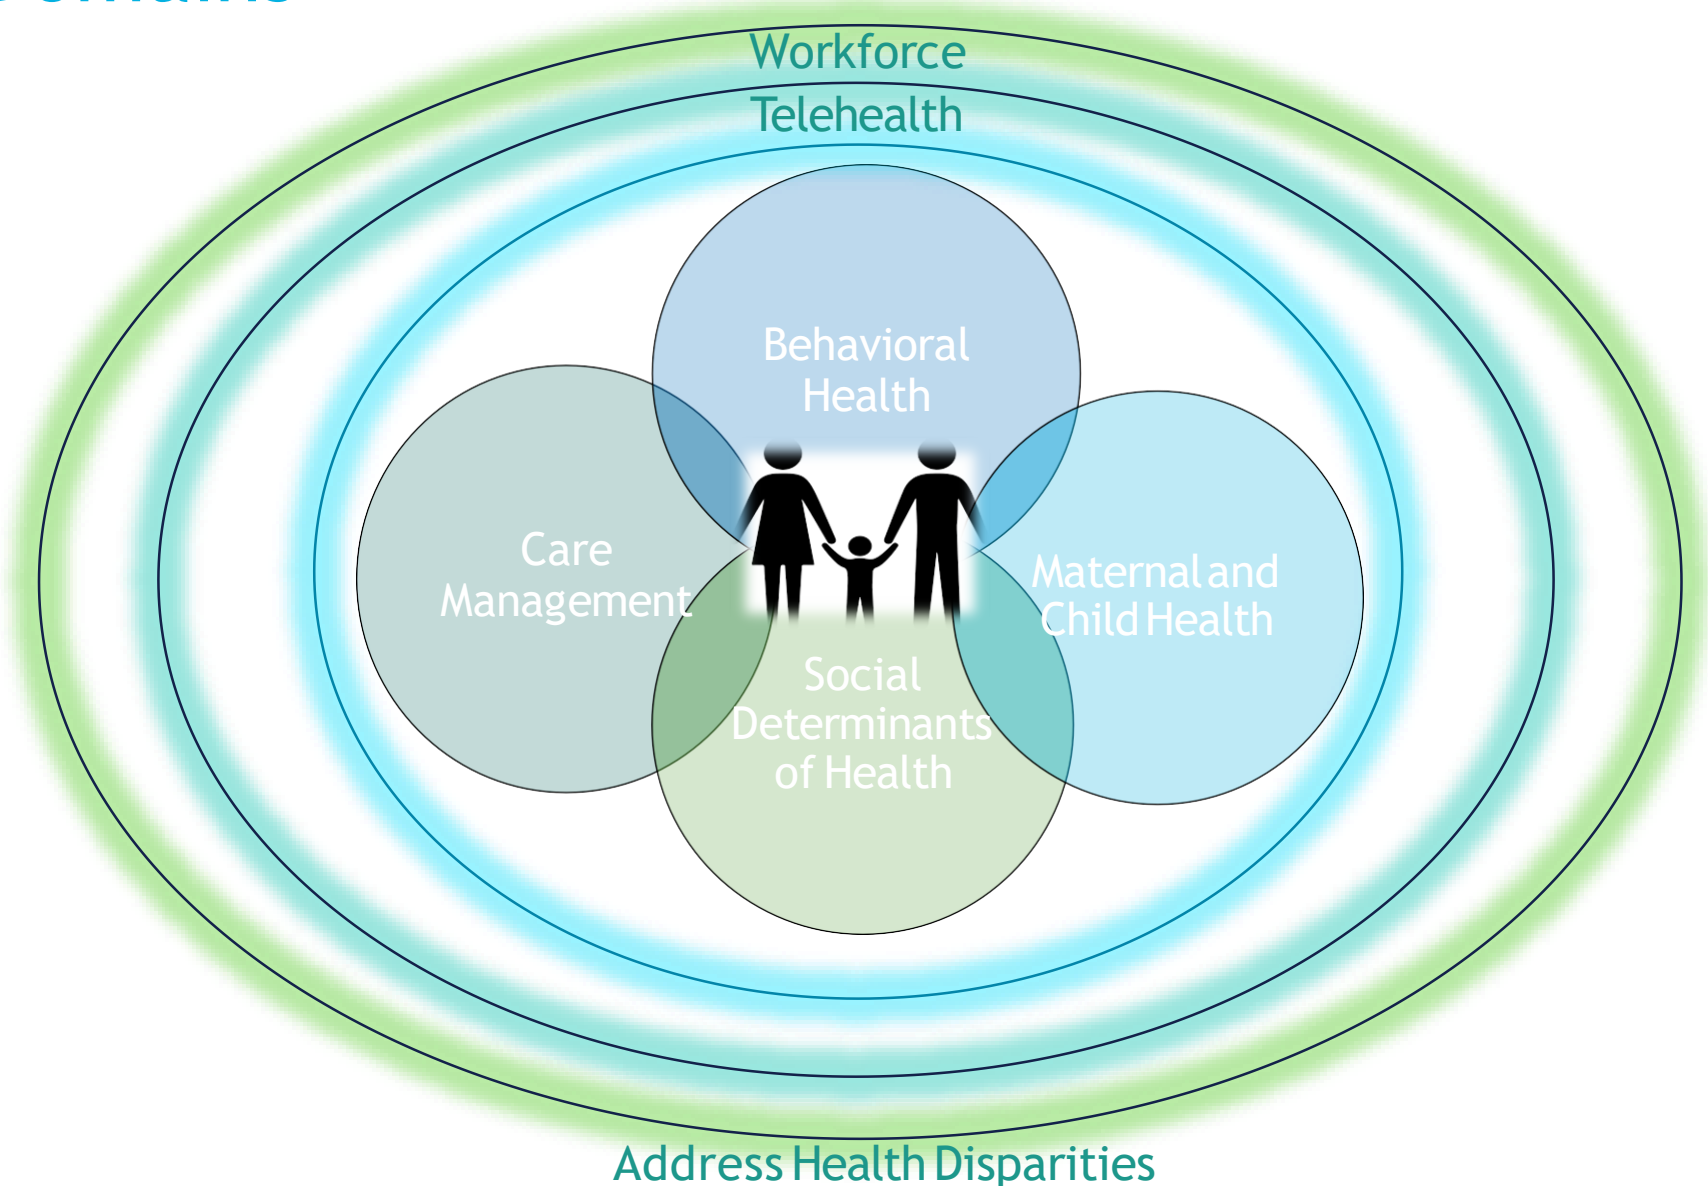 Workforce
Telehealth
Behavioral
Health
Care
Management
Maternal and
Child Health
Social
Determinants
of Health
Address Health Disparities